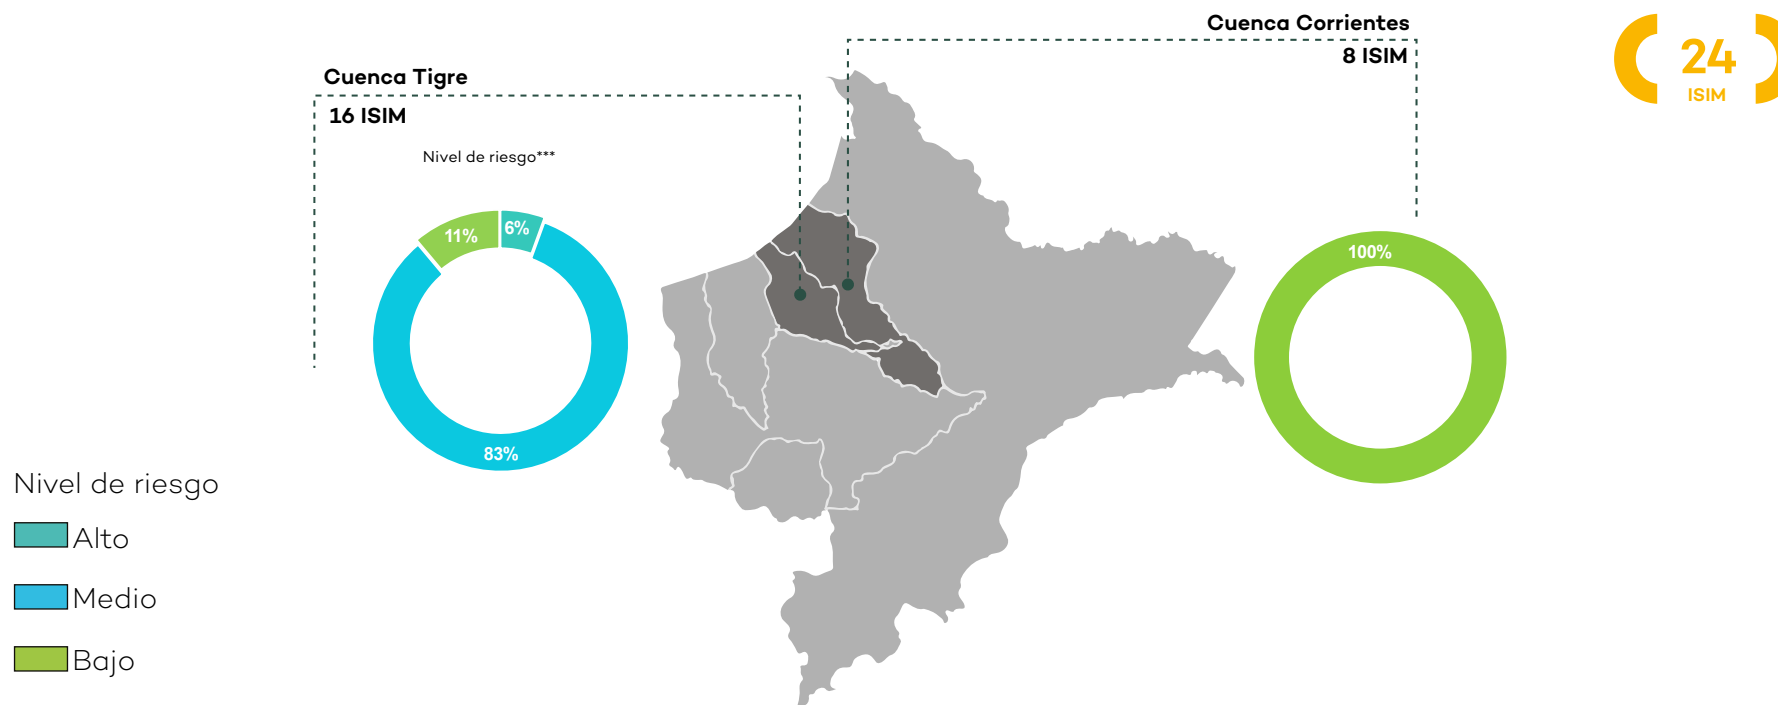 Cuenca Corrientes
8 ISIM
24
ISIM
Cuenca Tigre
16 ISIM
Nivel de riesgo***
11%
6%
83%
100%
Nivel de riesgo
Alto
Medio
Bajo